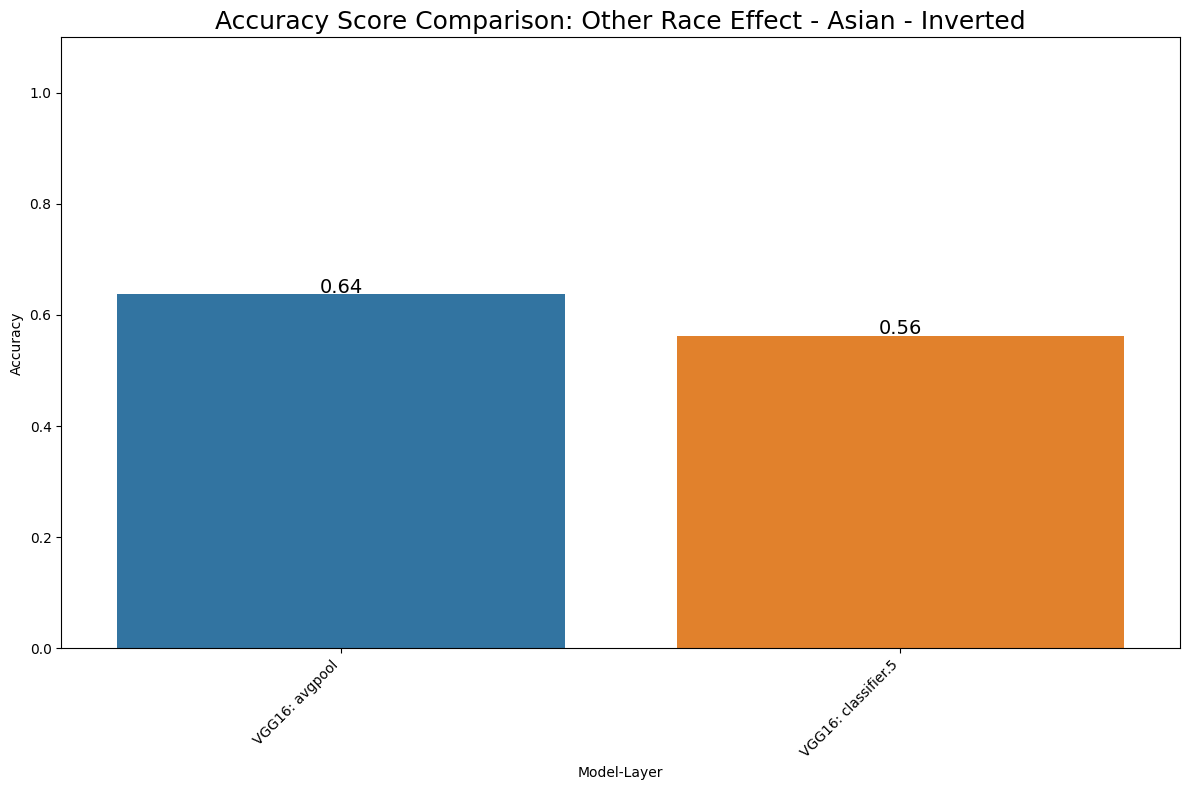 Accuracy Score Comparison: Other Race Effect - Asian - Inverted
1.0
0.8
0.6
0.4
0.2
0.0
Accuracy
0.64
0.56
VGG16: avgpool
VGG16: classifier.5
Model-Layer